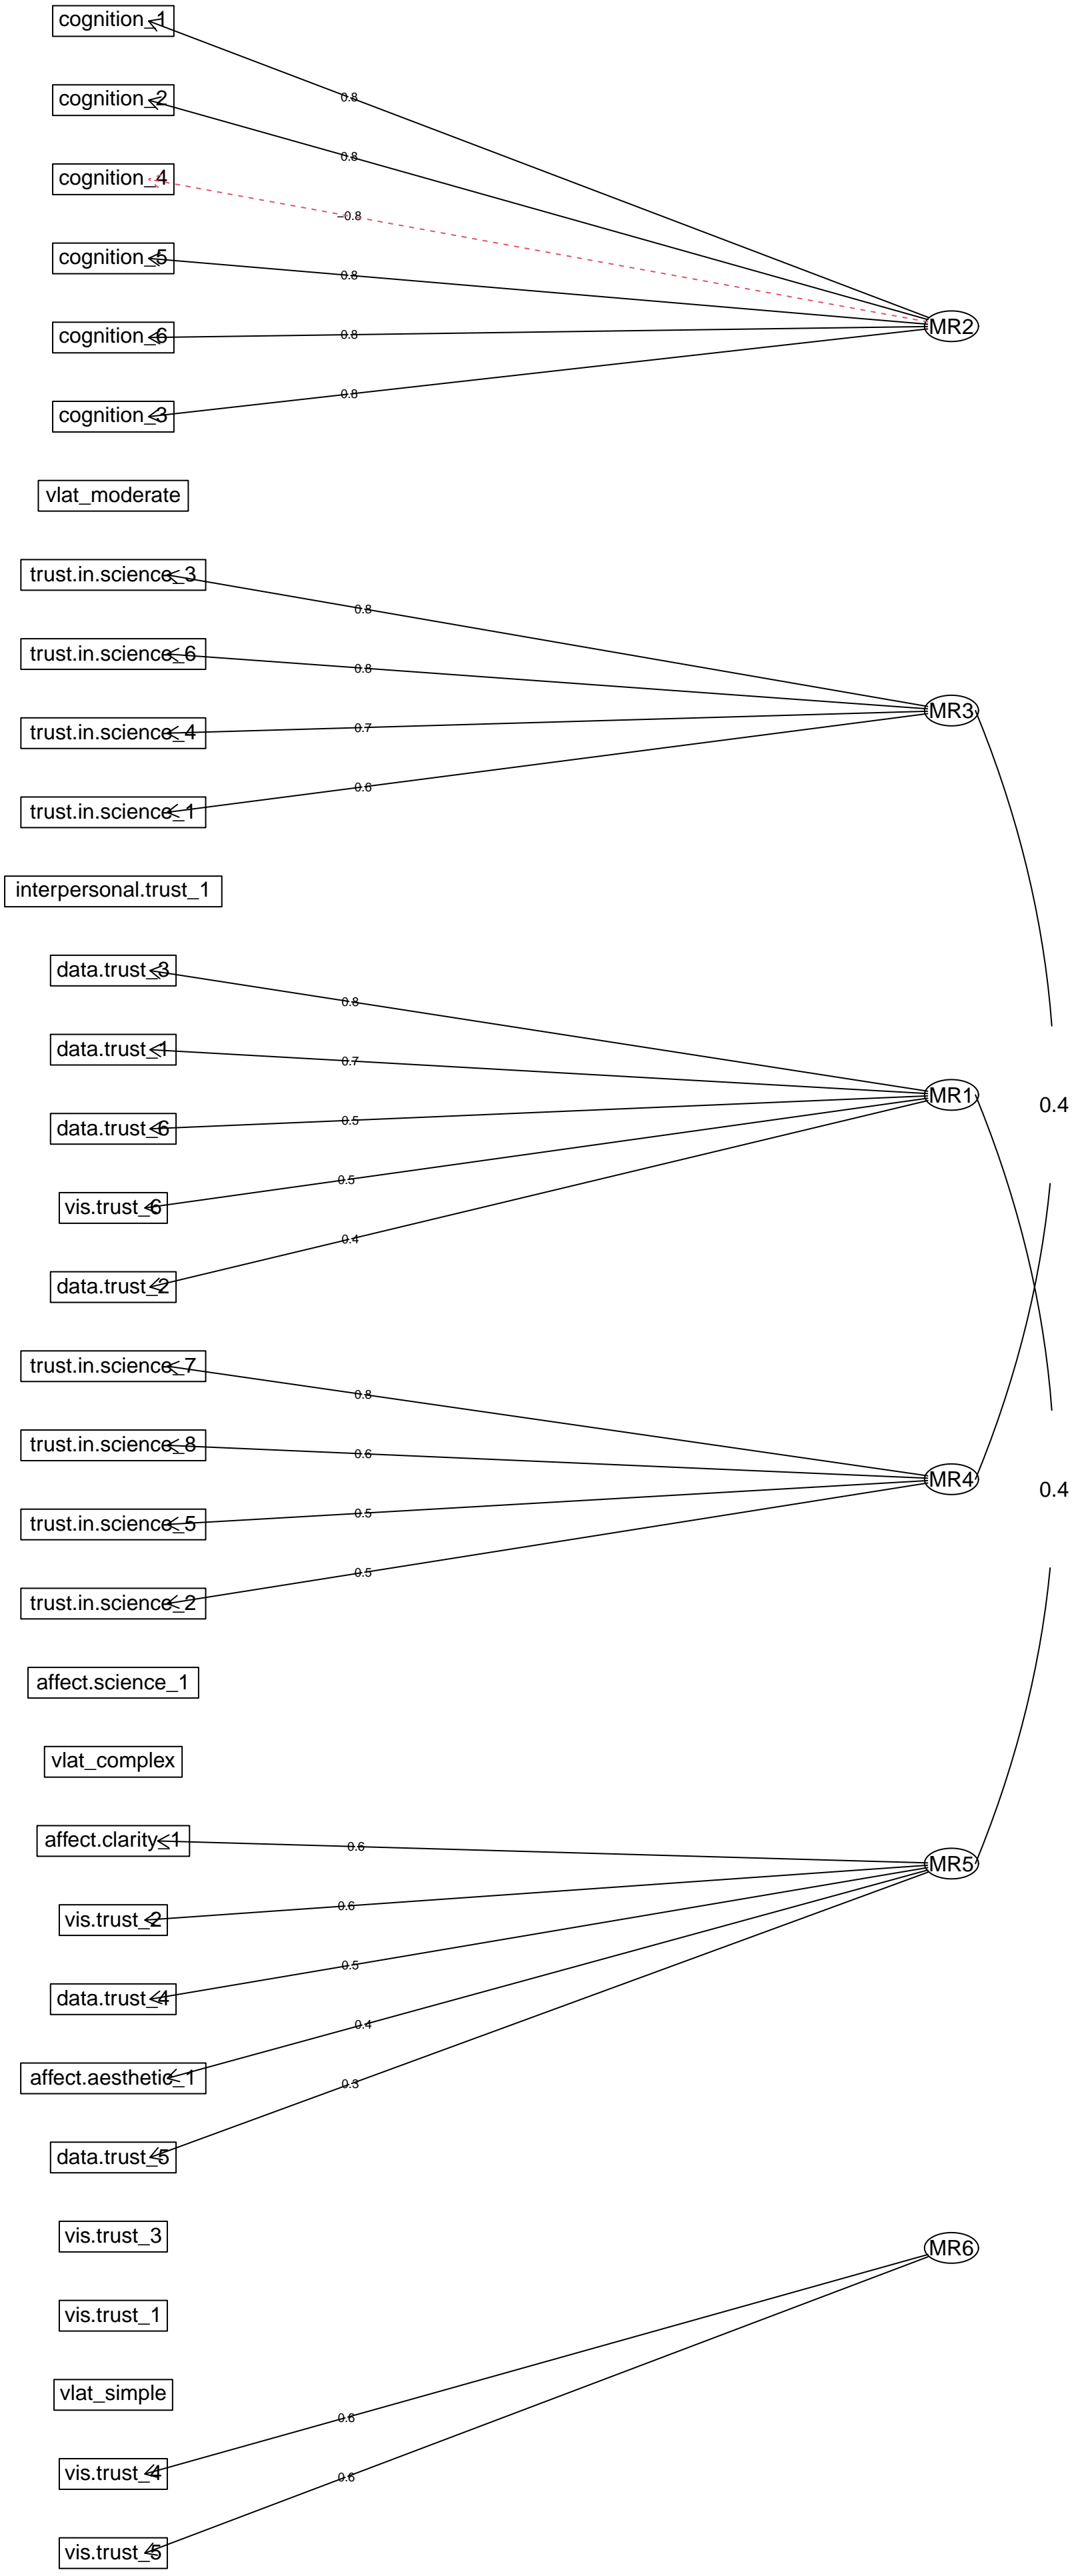 cognition_1
0.8
cognition_2
0.8
cognition_4
−0.8
cognition_5
0.8
MR2
cognition_6
0.8
0.8
cognition_3
vlat_moderate
trust.in.science_3
0.8
trust.in.science_6
0.8
MR3
trust.in.science_4
0.7
0.6
trust.in.science_1
interpersonal.trust_1
data.trust_3
0.8
data.trust_1
0.7
MR1
0.4
data.trust_6
0.5
0.5
vis.trust_6
0.4
data.trust_2
trust.in.science_7
0.8
trust.in.science_8
0.6
MR4
0.4
0.5
trust.in.science_5
0.5
trust.in.science_2
affect.science_1
vlat_complex
affect.clarity_1
0.6
MR5
0.6
vis.trust_2
0.5
data.trust_4
0.4
affect.aesthetic_1
0.3
data.trust_5
vis.trust_3
MR6
vis.trust_1
vlat_simple
0.6
vis.trust_4
0.6
vis.trust_5